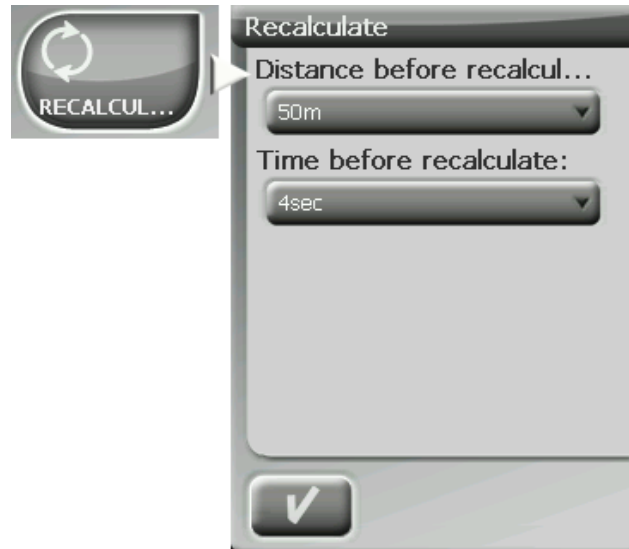 RECALCUL...
Recalculate
Distance before recalcul...
50m
Time before recalculate:
4sec